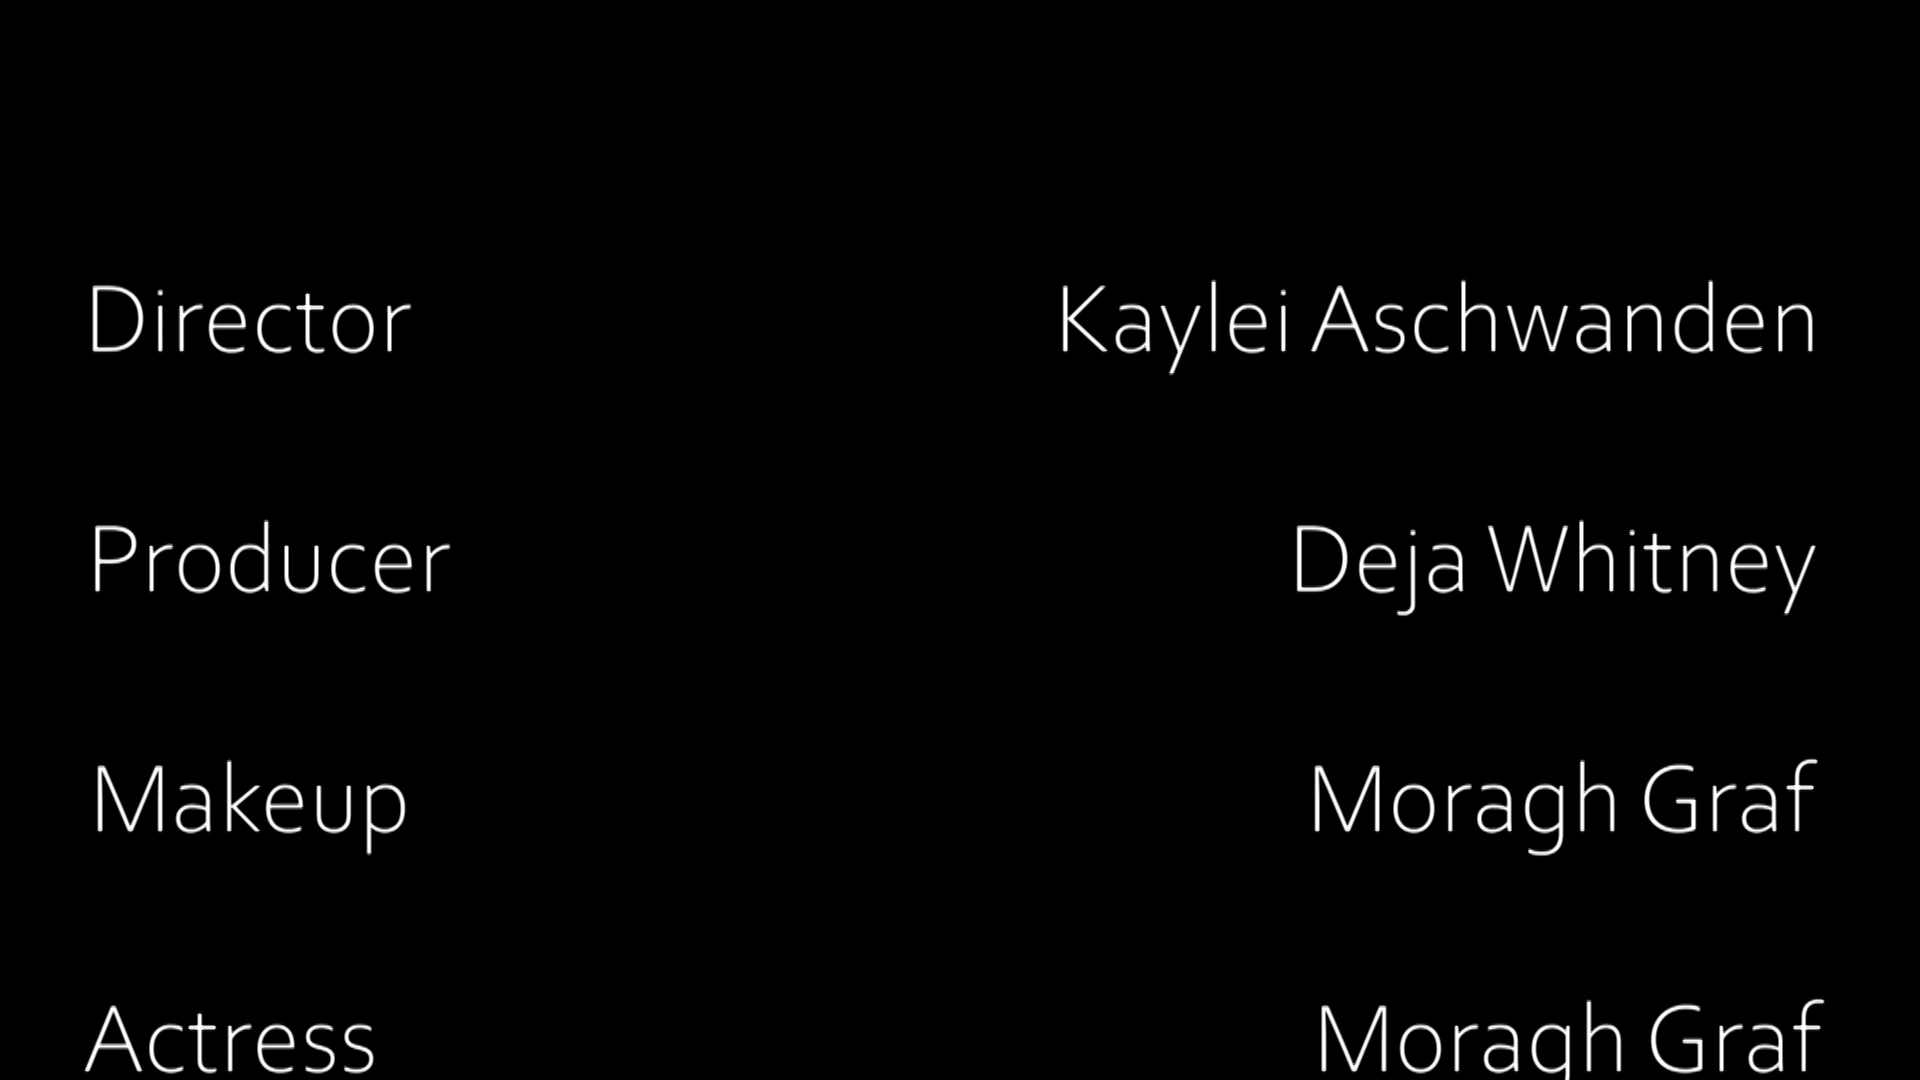 Director Kaylei Aschwanden
Producer Deja Whitney
Makeup Moragh Graf
Actress Moragh Graf